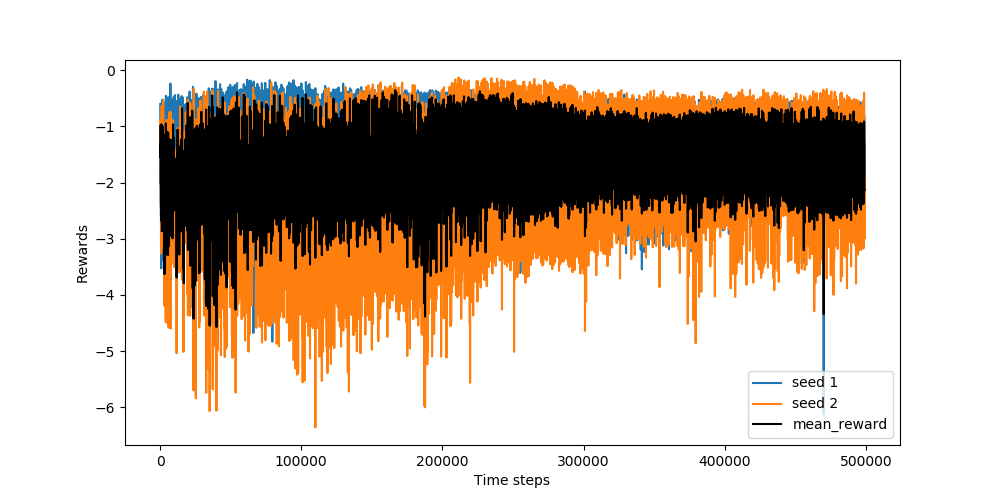 0
−1
−2
−3
−4
−5
−6
Rewards
0
100000
200000
300000
400000
500000
Time steps
seed 1
seed 2
mean_reward